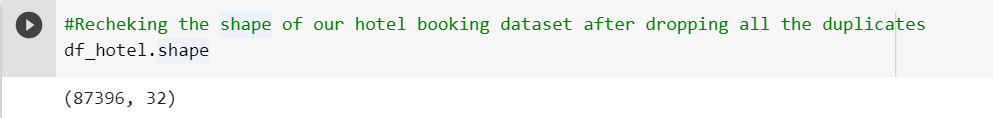 #Recheking the shape of our hotel booking dataset after dropping all the duplicates
df_hotel.shape
(87396, 32)